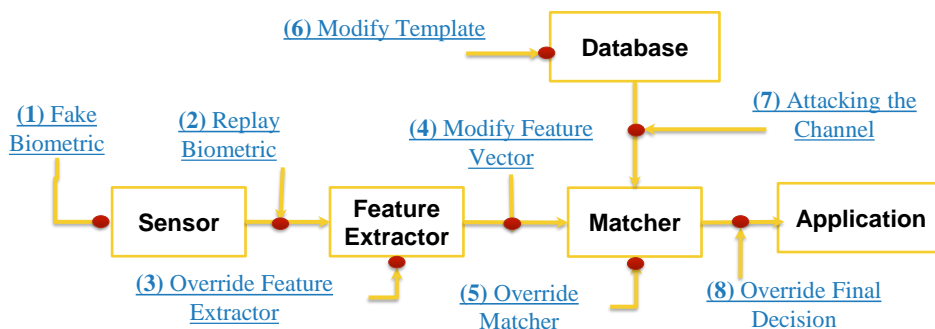 (6) Modify Template
Database
(1) Fake
Biometric
(2) Replay
Biometric
(4) Modify Feature
Vector
(7) Attacking the
Channel
Sensor
Feature
Extractor
Matcher
Application
(3) Override Feature
Extractor
(5) Override
Matcher
(8) Override Final
Decision